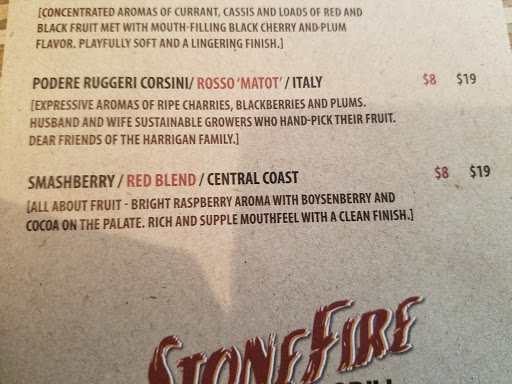 [CONCENTRATED AROMAS OF CURRANT, CASSIS AND LOADS OF RED AND
BLACK FRUIT MET WITH MOUTH-FILLING BLACK CHERRY AND PLUM
FLAVOR. PLAYFULLY SOFT AND A LINGERING FINISH.]
PODERE RUGGERI CORSINI/ ROSSO 'MATOT' / ITALY $8 $19
[EXPRESSIVE AROMAS OF RIPE CHARRIES, BLACKBERRIES AND PLUMS.
HUSBAND AND WIFE SUSTAINABLE GROWERS WHO HAND-PICK THEIR FRUIT.
DEAR FRIENDS OF THE HARRIGAN FAMILY.]
SMASHBERRY / RED BLEND / CENTRAL COAST $8 $19
[ALL ABOUT FRUIT - BRIGHT RASPBERRY AROMA WITH BOYSENBERRY AND
COCOA ON THE PALATE. RICH AND SUPPLE MOUTHFEEL WITH A CLEAN FINISH.]
STONEFIRE
GRILL